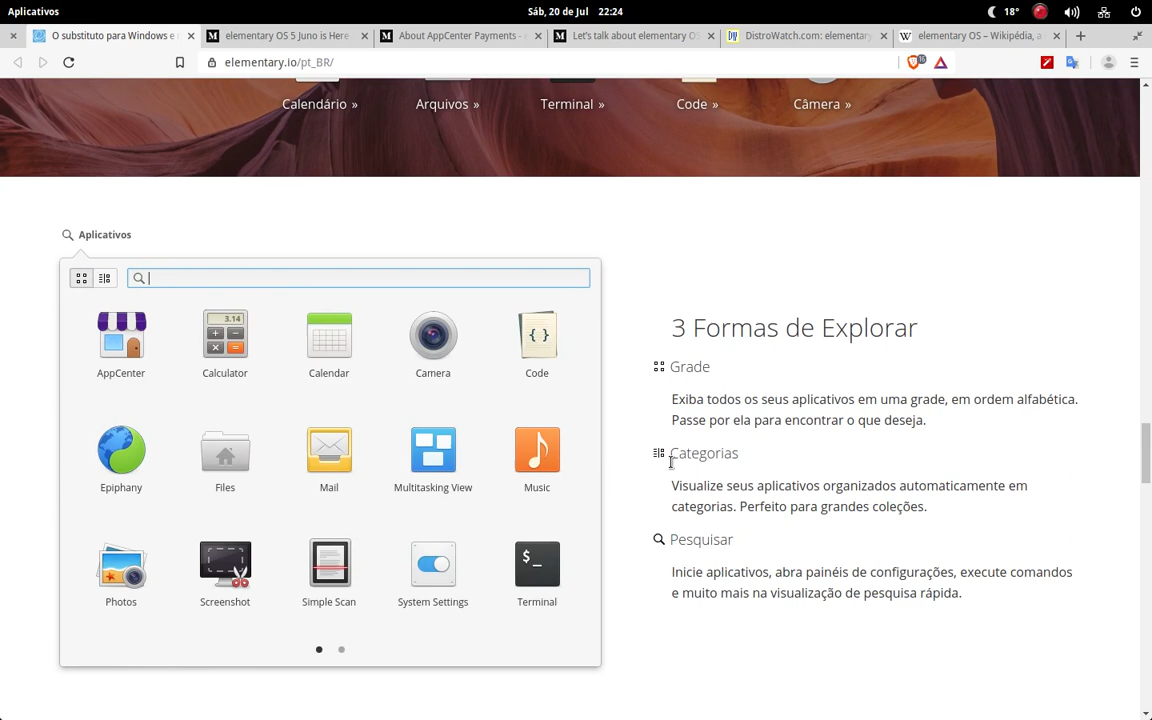 Aplicativos
Sáb, 20 de Jul 22:24
18°
O substituto para Windows e
elementary OS 5 Juno is Here
About AppCenter Payments -
Let's talk about elementary OS
DistroWatch.com: elementary
elementary OS – Wikipédia, a
elementary.io/pt_BR/
Calendário »
Arquivos »
Terminal »
Code »
Câmera »
Aplicativos
AppCenter
Calculator
Calendar
Camera
Code
Epiphany
Files
Mail
Multitasking View
Music
Photos
Screenshot
Simple Scan
System Settings
Terminal
3 Formas de Explorar
Grade
Exiba todos os seus aplicativos em uma grade, em ordem alfabética.
Passe por ela para encontrar o que deseja.
Categorias
Visualize seus aplicativos organizados automaticamente em
categorias. Perfeito para grandes coleções.
Pesquisar
Inicie aplicativos, abra painéis de configurações, execute comandos
e muito mais na visualização de pesquisa rápida.